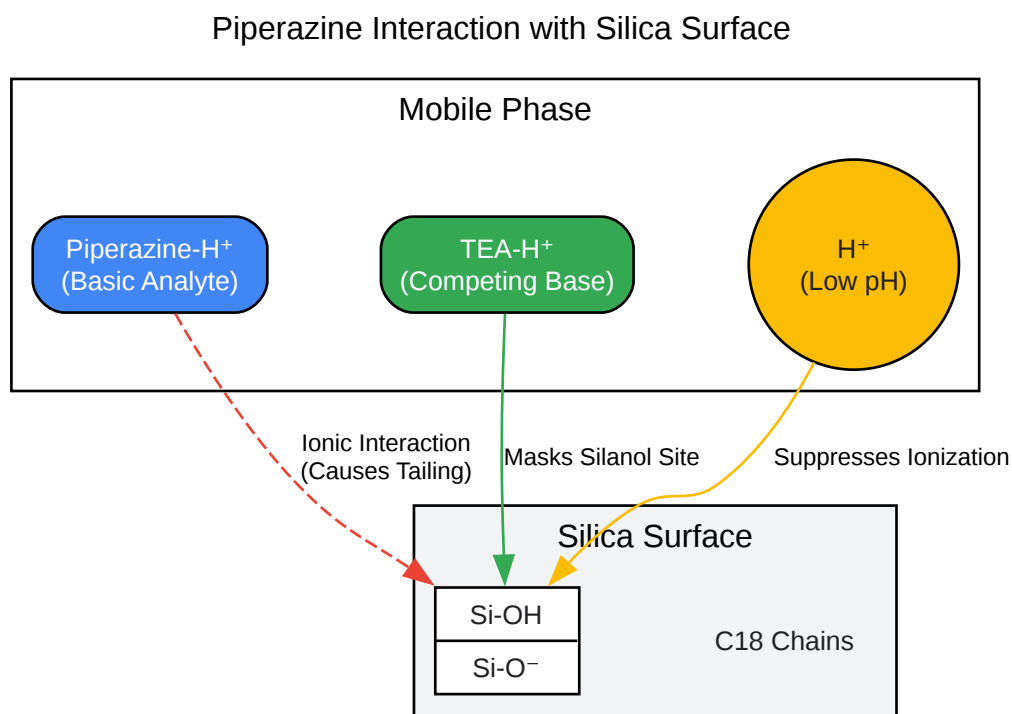 Piperazine Interaction with Silica Surface
Mobile Phase
Piperazine-H⁺
(Basic Analyte)
TEA-H⁺
(Competing Base)
H⁺
(Low pH)
Ionic Interaction
(Causes Tailing)
Masks Silanol Site
Suppresses Ionization
Silica Surface
Si-OH
Si-O⁻
C18 Chains